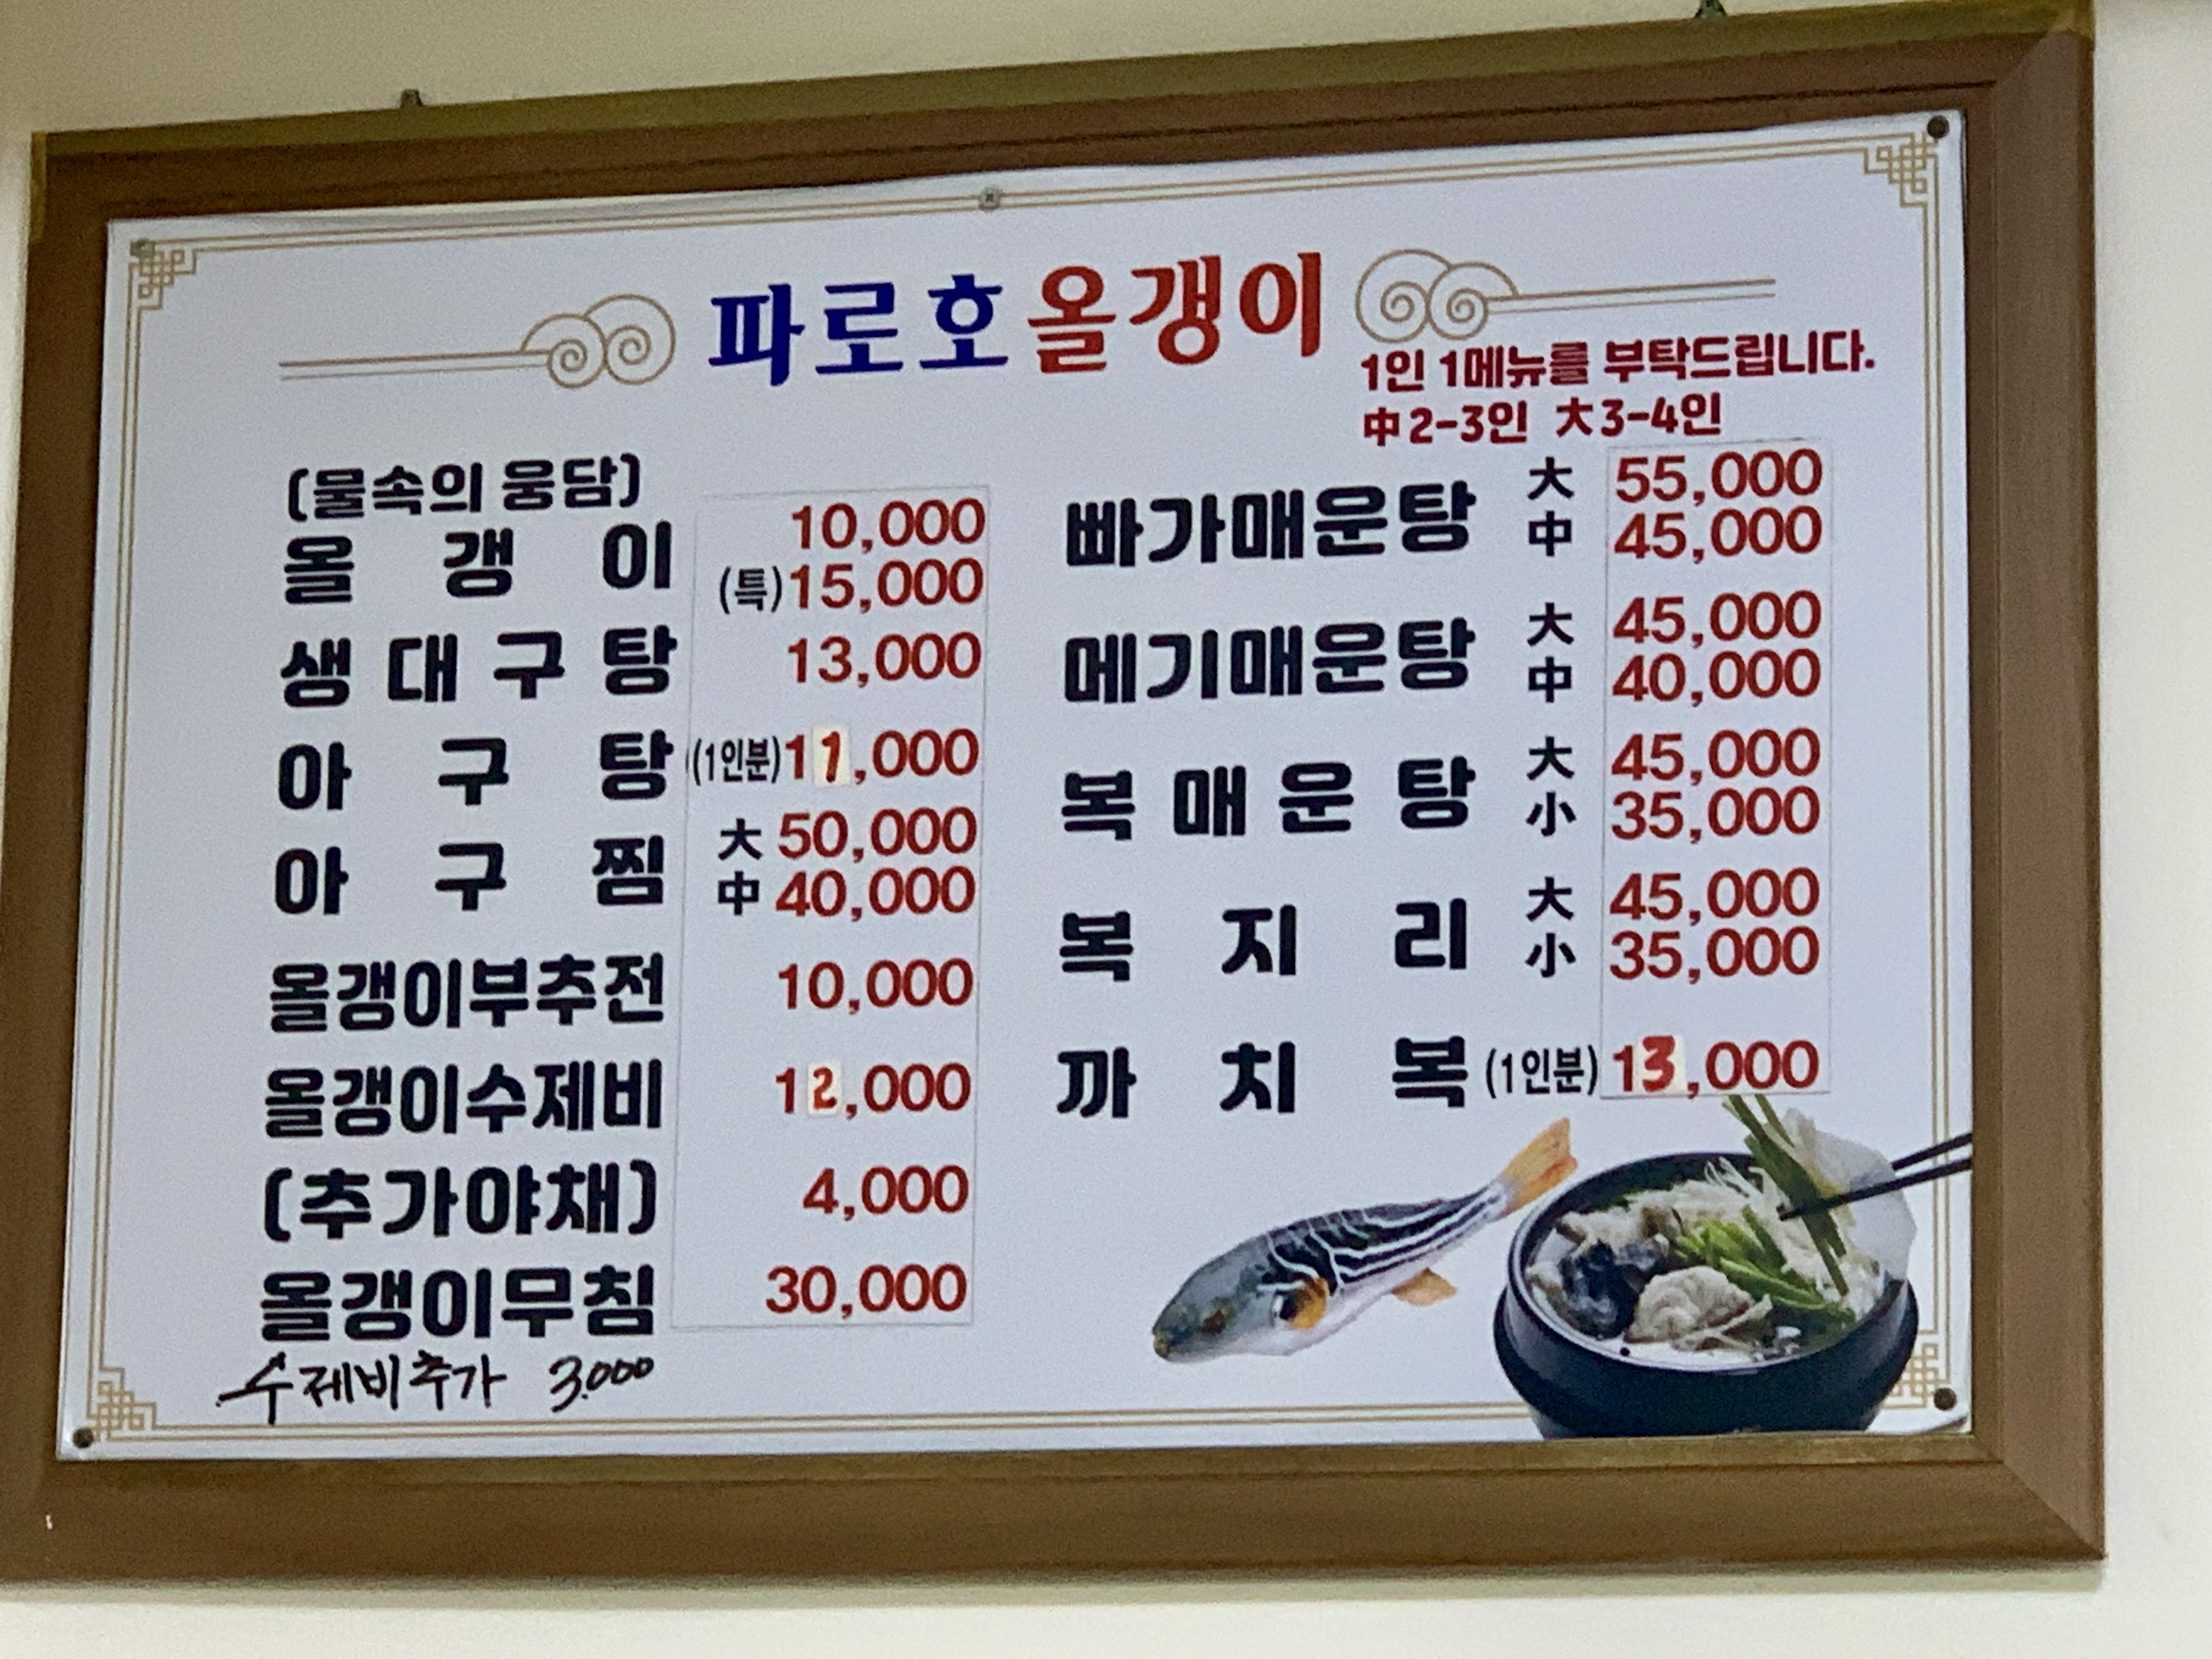 파로호올갱이
1인 1메뉴를 부탁드립니다.
中2-3인 大3-4인
(물속의 웅담)
올갱이 10,000
(특)15,000
생대구탕 13,000
아구탕 (1인분)11,000
아구찜 大 50,000
中 40,000
올갱이부추전 10,000
올갱이수제비 12,000
(추가야채) 4,000
올갱이무침 30,000
수제비추가 3.000
빠가매운탕 大 55,000
中 45,000
메기매운탕 大 45,000
中 40,000
복매운탕 大 45,000
小 35,000
복지리 大 45,000
小 35,000
까치복 (1인분) 13,000